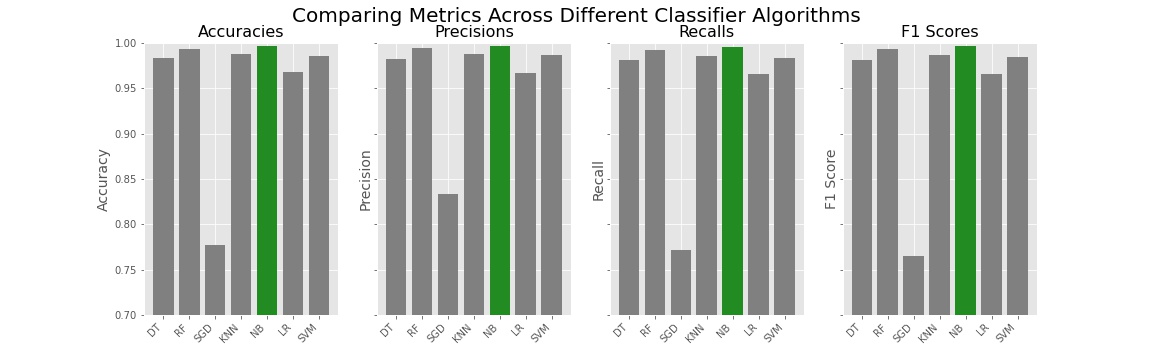 Comparing Metrics Across Different Classifier Algorithms
Accuracies
Precisions
Recalls
F1 Scores
Accuracy
1.00
0.95
0.90
0.85
0.80
0.75
0.70
DT RF SGD KNN NB LR SVM
Precision
DT RF SGD KNN NB LR SVM
Recall
DT RF SGD KNN NB LR SVM
F1 Score
DT RF SGD KNN NB LR SVM